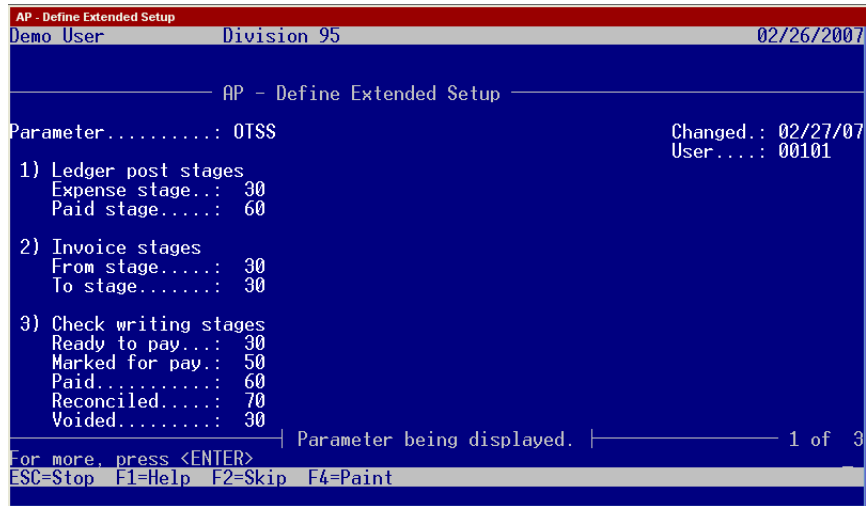 AP - Define Extended Setup
Demo User Division 95 02/26/2007
AP - Define Extended Setup
Parameter..........: OTSS Changed.: 02/27/07
User....: 00101
1) Ledger post stages
Expense stage..: 30
Paid stage.....: 60
2) Invoice stages
From stage.....: 30
To stage.......: 30
3) Check writing stages
Ready to pay...: 30
Marked for pay.: 50
Paid...........: 60
Reconciled.....: 70
Voided.........: 30
Parameter being displayed. 1 of 3
For more, press <ENTER>
ESC=Stop F1=Help F2=Skip F4=Paint